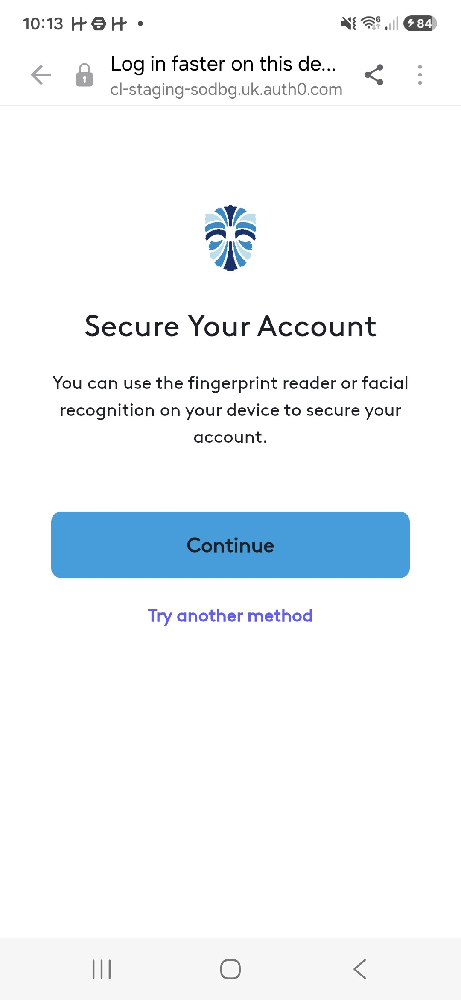 10:13
6
84
Log in faster on this de...
cl-staging-sodbg.uk.auth0.com
Secure Your Account
You can use the fingerprint reader or facial
recognition on your device to secure your
account.
Continue
Try another method